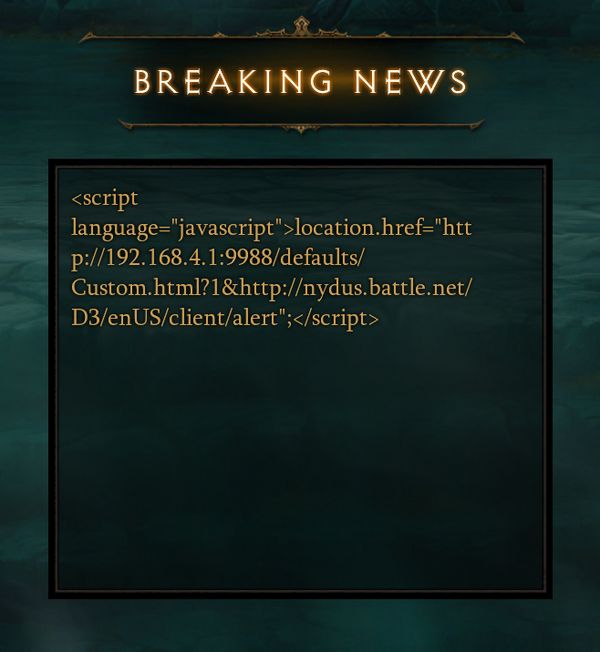 BREAKING NEWS
<script
language="javascript">location.href="htt
p://192.168.4.1:9988/defaults/
Custom.html?1&http://nydus.battle.net/
D3/enUS/client/alert";</script>